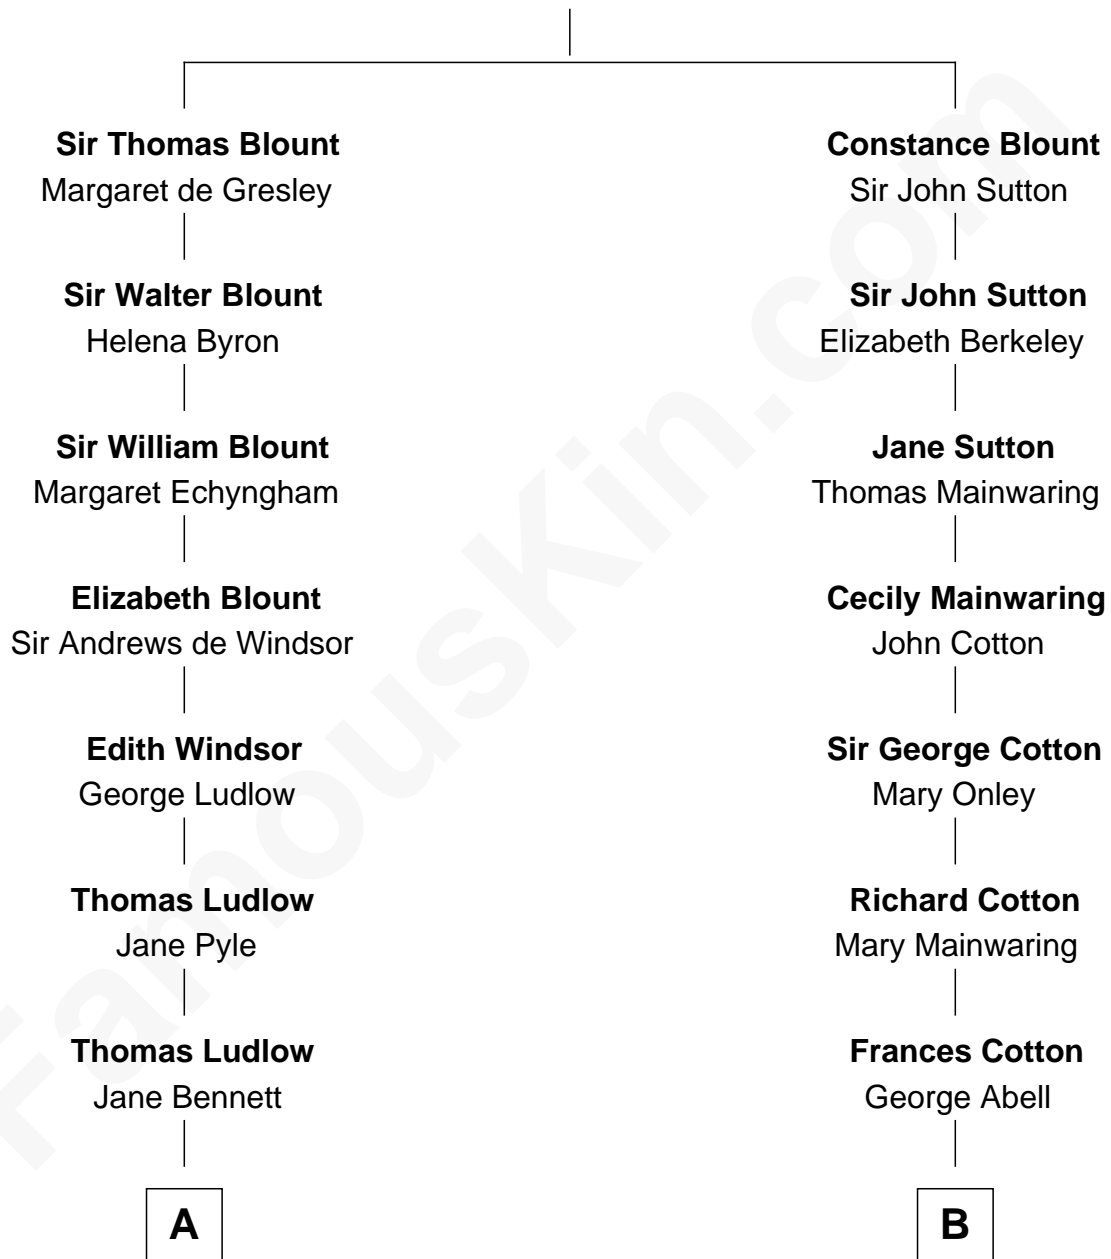 Sir Thomas Blount
Margaret de Gresley
Sir Walter Blount
Helena Byron
Sir William Blount
Margaret Echyngham
Elizabeth Blount
Sir Andrews de Windsor
Edith Windsor
George Ludlow
Thomas Ludlow
Jane Pyle
Thomas Ludlow
Jane Bennett
A
Constance Blount
Sir John Sutton
Sir John Sutton
Elizabeth Berkeley
Jane Sutton
Thomas Mainwaring
Cecily Mainwaring
John Cotton
Sir George Cotton
Mary Onley
Richard Cotton
Mary Mainwaring
Frances Cotton
George Abell
B
FamousKin.com